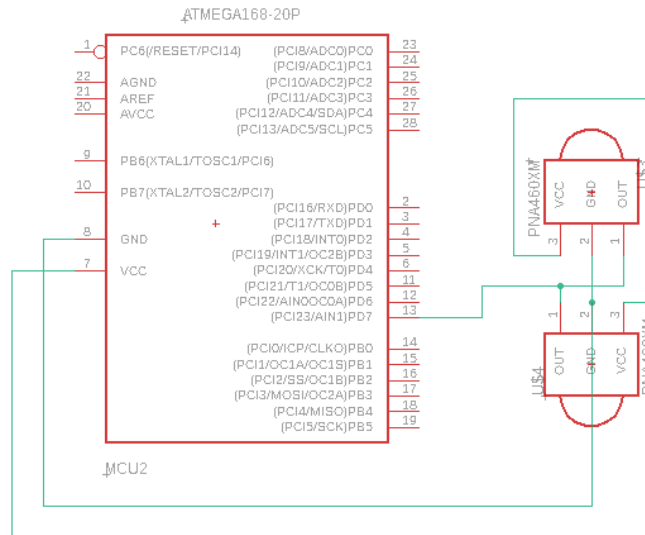 ATMEGA168-20P
1 PC6(/RESET/PCI14)
22 AGND
21 AREF
20 AVCC
9 PB6(XTAL1/TOSC1/PCI6)
10 PB7(XTAL2/TOSC2/PCI7)
8 GND
7 VCC
(PCI8/ADC0)PC0 23
(PCI9/ADC1)PC1 24
(PCI10/ADC2)PC2 25
(PCI11/ADC3)PC3 26
(PCI12/ADC4/SDA)PC4 27
(PCI13/ADC5/SCL)PC5 28
(PCI16/RXD)PD0 2
(PCI17/TXD)PD1 3
(PCI18/INT0)PD2 4
(PCI19/INT1/OC2B)PD3 5
(PCI20/XCK/T0)PD4 6
(PCI21/T1/OC0B)PD5 11
(PCI22/AIN0OC0A)PD6 12
(PCI23/AIN1)PD7 13
(PCI0/ICP/CLKO)PB0 14
(PCI1/OC1A/OC1S)PB1 15
(PCI2/SS/OC1B)PB2 16
(PCI3/MOSI/OC2A)PB3 17
(PCI4/MISO)PB4 18
(PCI5/SCK)PB5 19
MCU2
PNA460XM
VCC GND OUT
3 2 1
1 2 3
OUT GND VCC
U$4